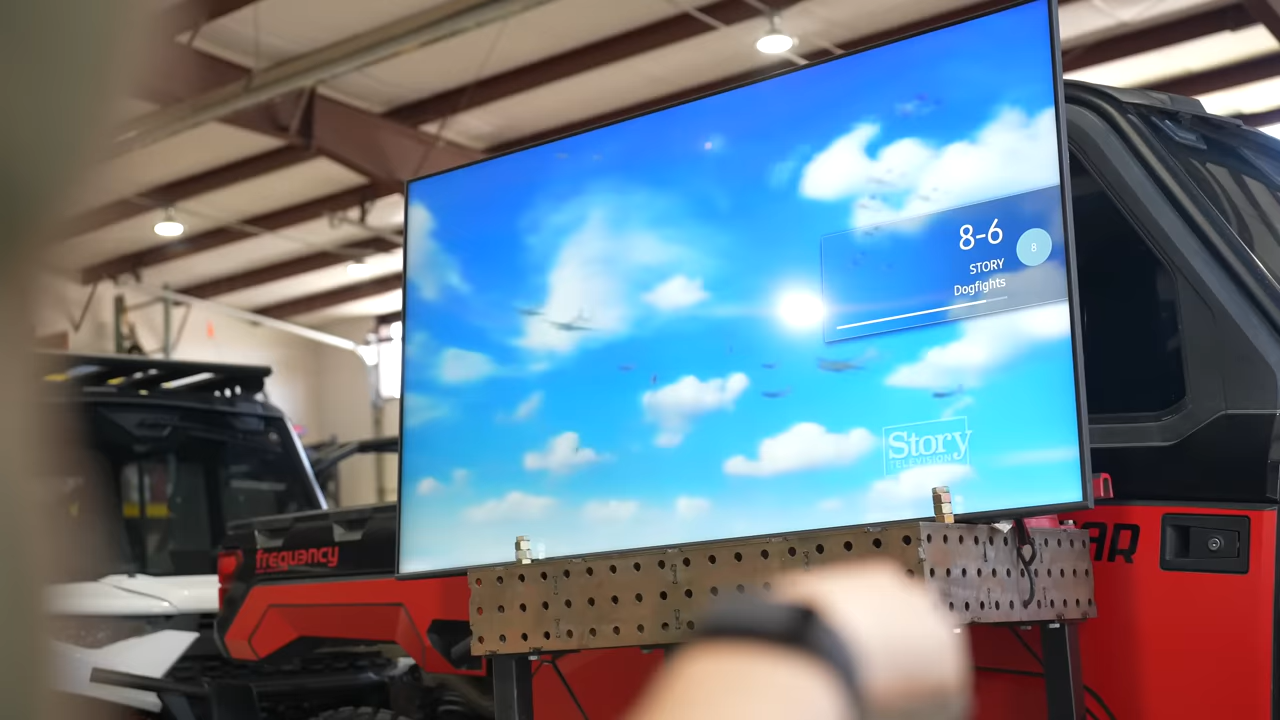 8-6
8
STORY
Dogfights
Story
TELEVISION
frequency
AR